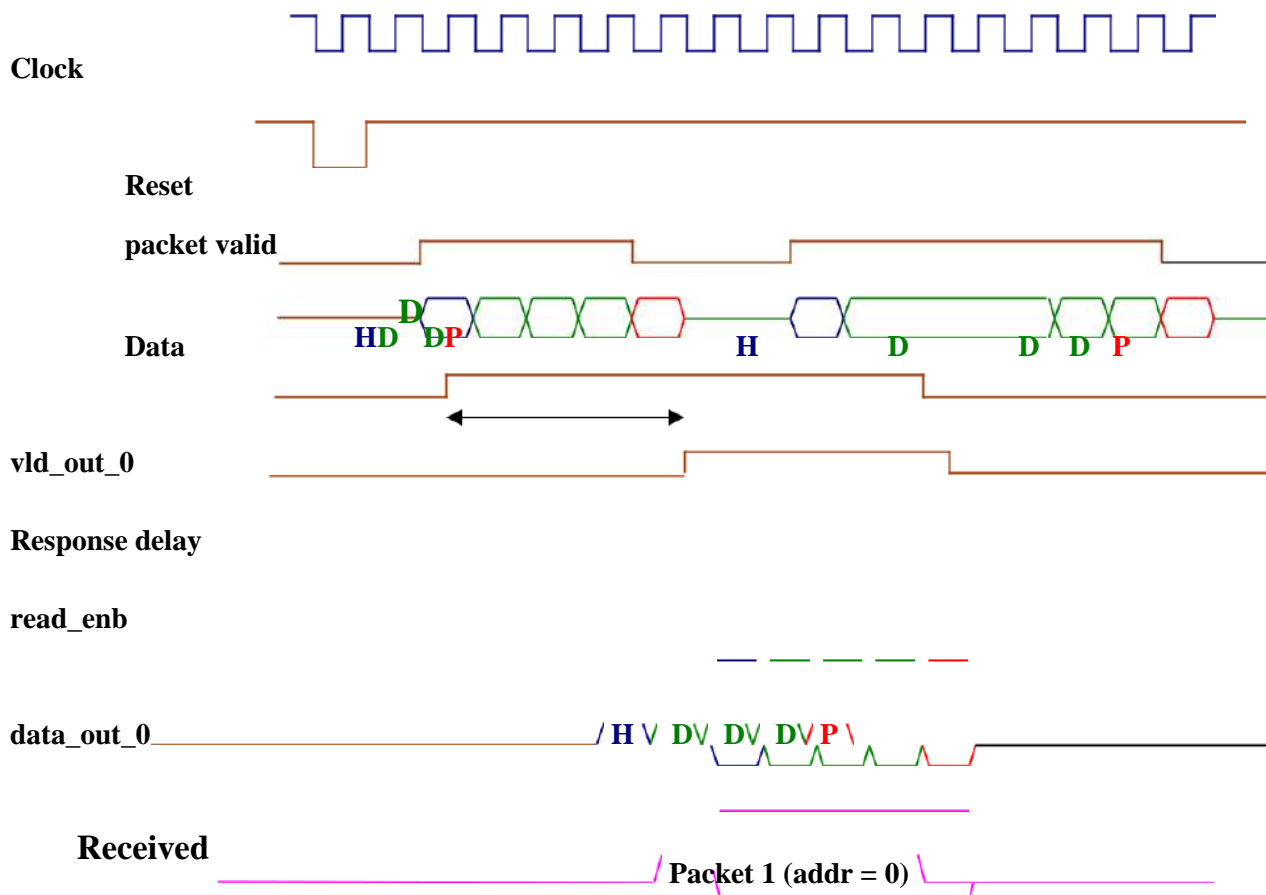 Clock
Reset
packet valid
D
HD DP
Data
H D D D P
vld_out_0
Response delay
read_enb
data_out_0 H D D D P
Received
Packet 1 (addr = 0)